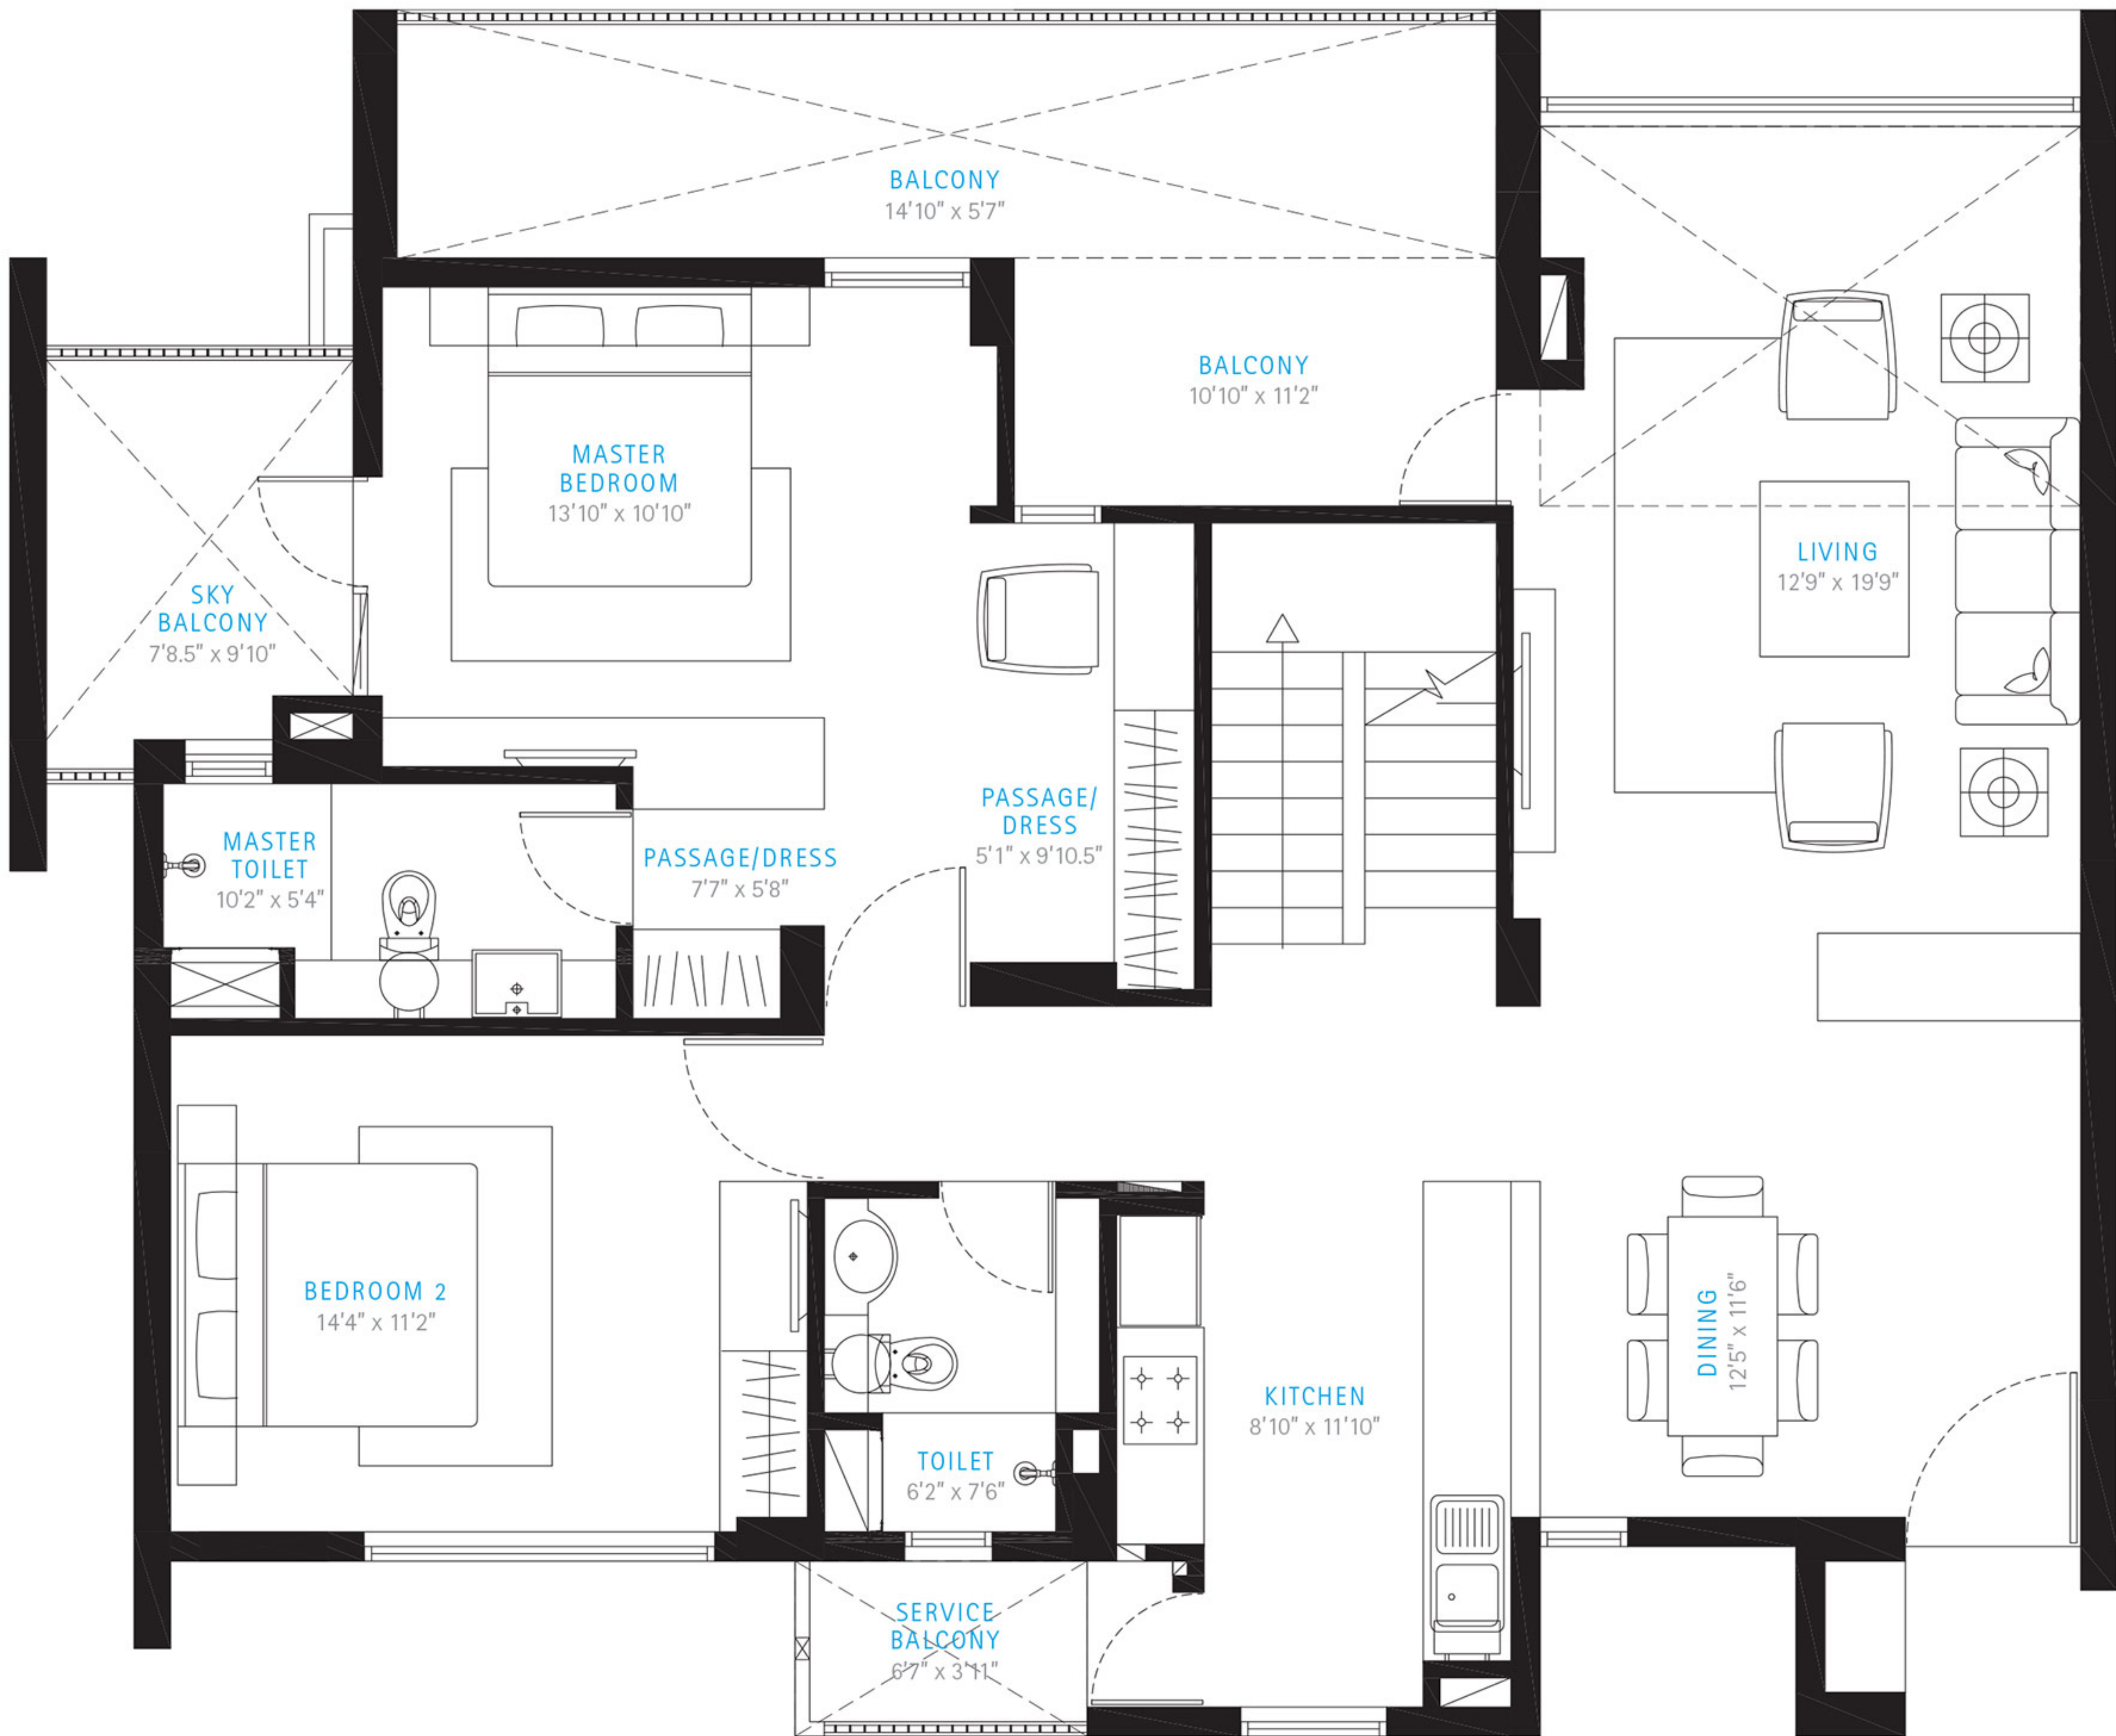 BALCONY
14'10" x 5'7"
BALCONY
10'10" x 11'2"
MASTER
BEDROOM
13'10" x 10'10"
LIVING
12'9" x 19'9"
SKY
BALCONY
7'8.5" x 9'10"
PASSAGE/
DRESS
5'1" x 9'10.5"
MASTER
TOILET
10'2" x 5'4"
PASSAGE/DRESS
7'7" x 5'8"
BEDROOM 2
14'4" x 11'2"
DINING
12'5" x 11'6"
KITCHEN
8'10" x 11'10"
TOILET
6'2" x 7'6"
SERVICE
BALCONY
6'7" x 3'11"